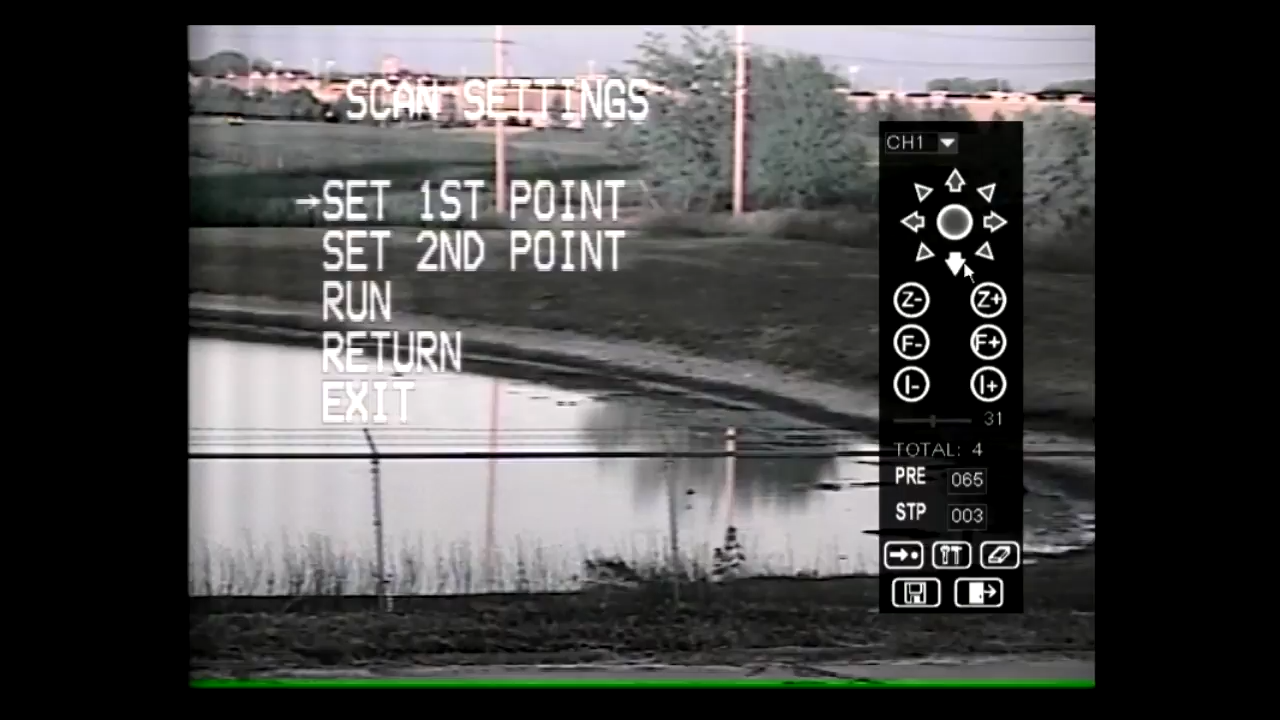 SCAN SETTINGS
→SET 1ST POINT
SET 2ND POINT
RUN
RETURN
EXIT
CH1
Z- Z+
F- F+
I- I+
31
TOTAL: 4
PRE 065
STP 003